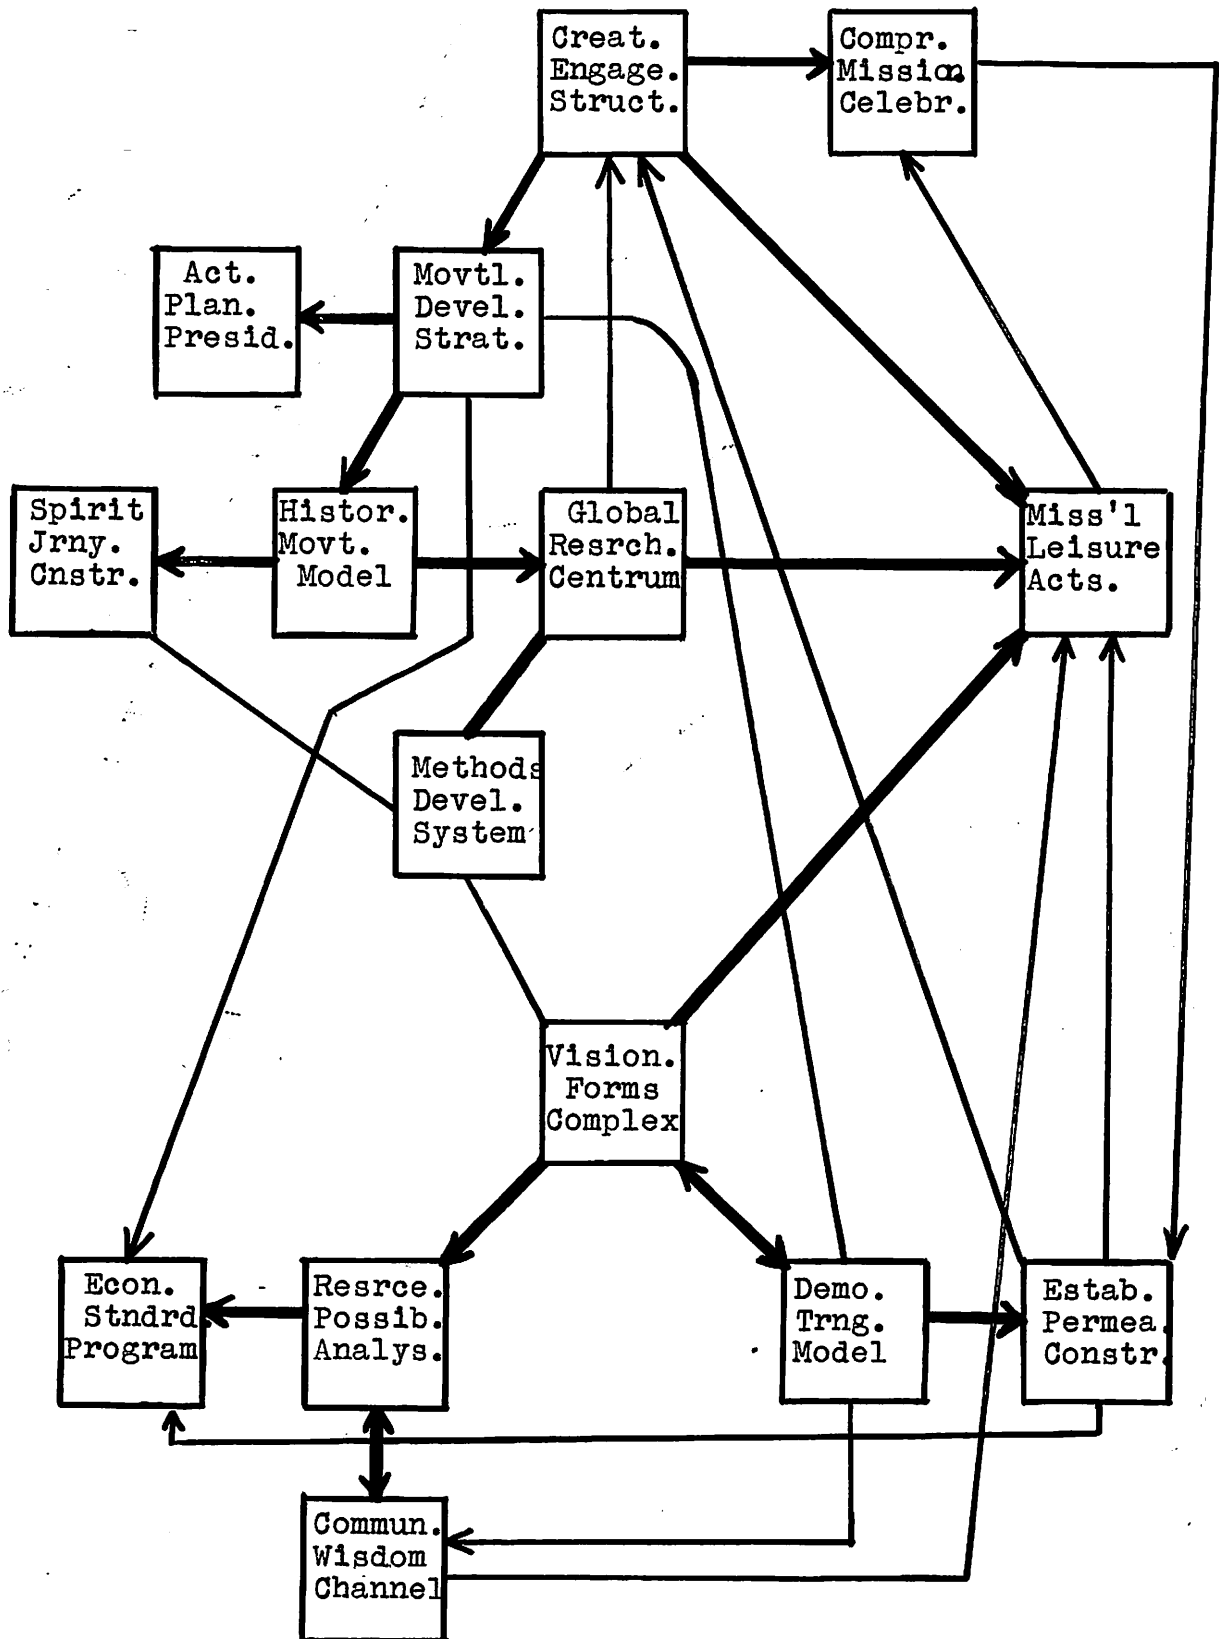 Creat.
Engage.
Struct.
Compr.
Mission
Celebr.
Act.
Plan.
Presid.
Movtl.
Devel.
Strat.
Spirit
Jrny.
Cnstr.
Histor.
Movt.
Model
Global
Resrch.
Centrum
Miss'l
Leisure
Acts.
Methods
Devel.
System
Vision.
Forms
Complex
Econ.
Stndrd
Program
Resrce.
Possib.
Analys.
Demo.
Trng.
Model
Estab.
Permea.
Constr.
Commun.
Wisdom
Channel